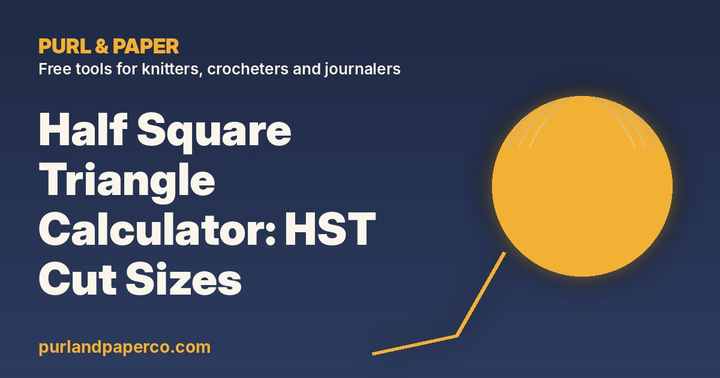 PURL & PAPER
Free tools for knitters, crocheters and journalers
Half Square
Triangle
Calculator: HST
Cut Sizes
purlandpaperco.com